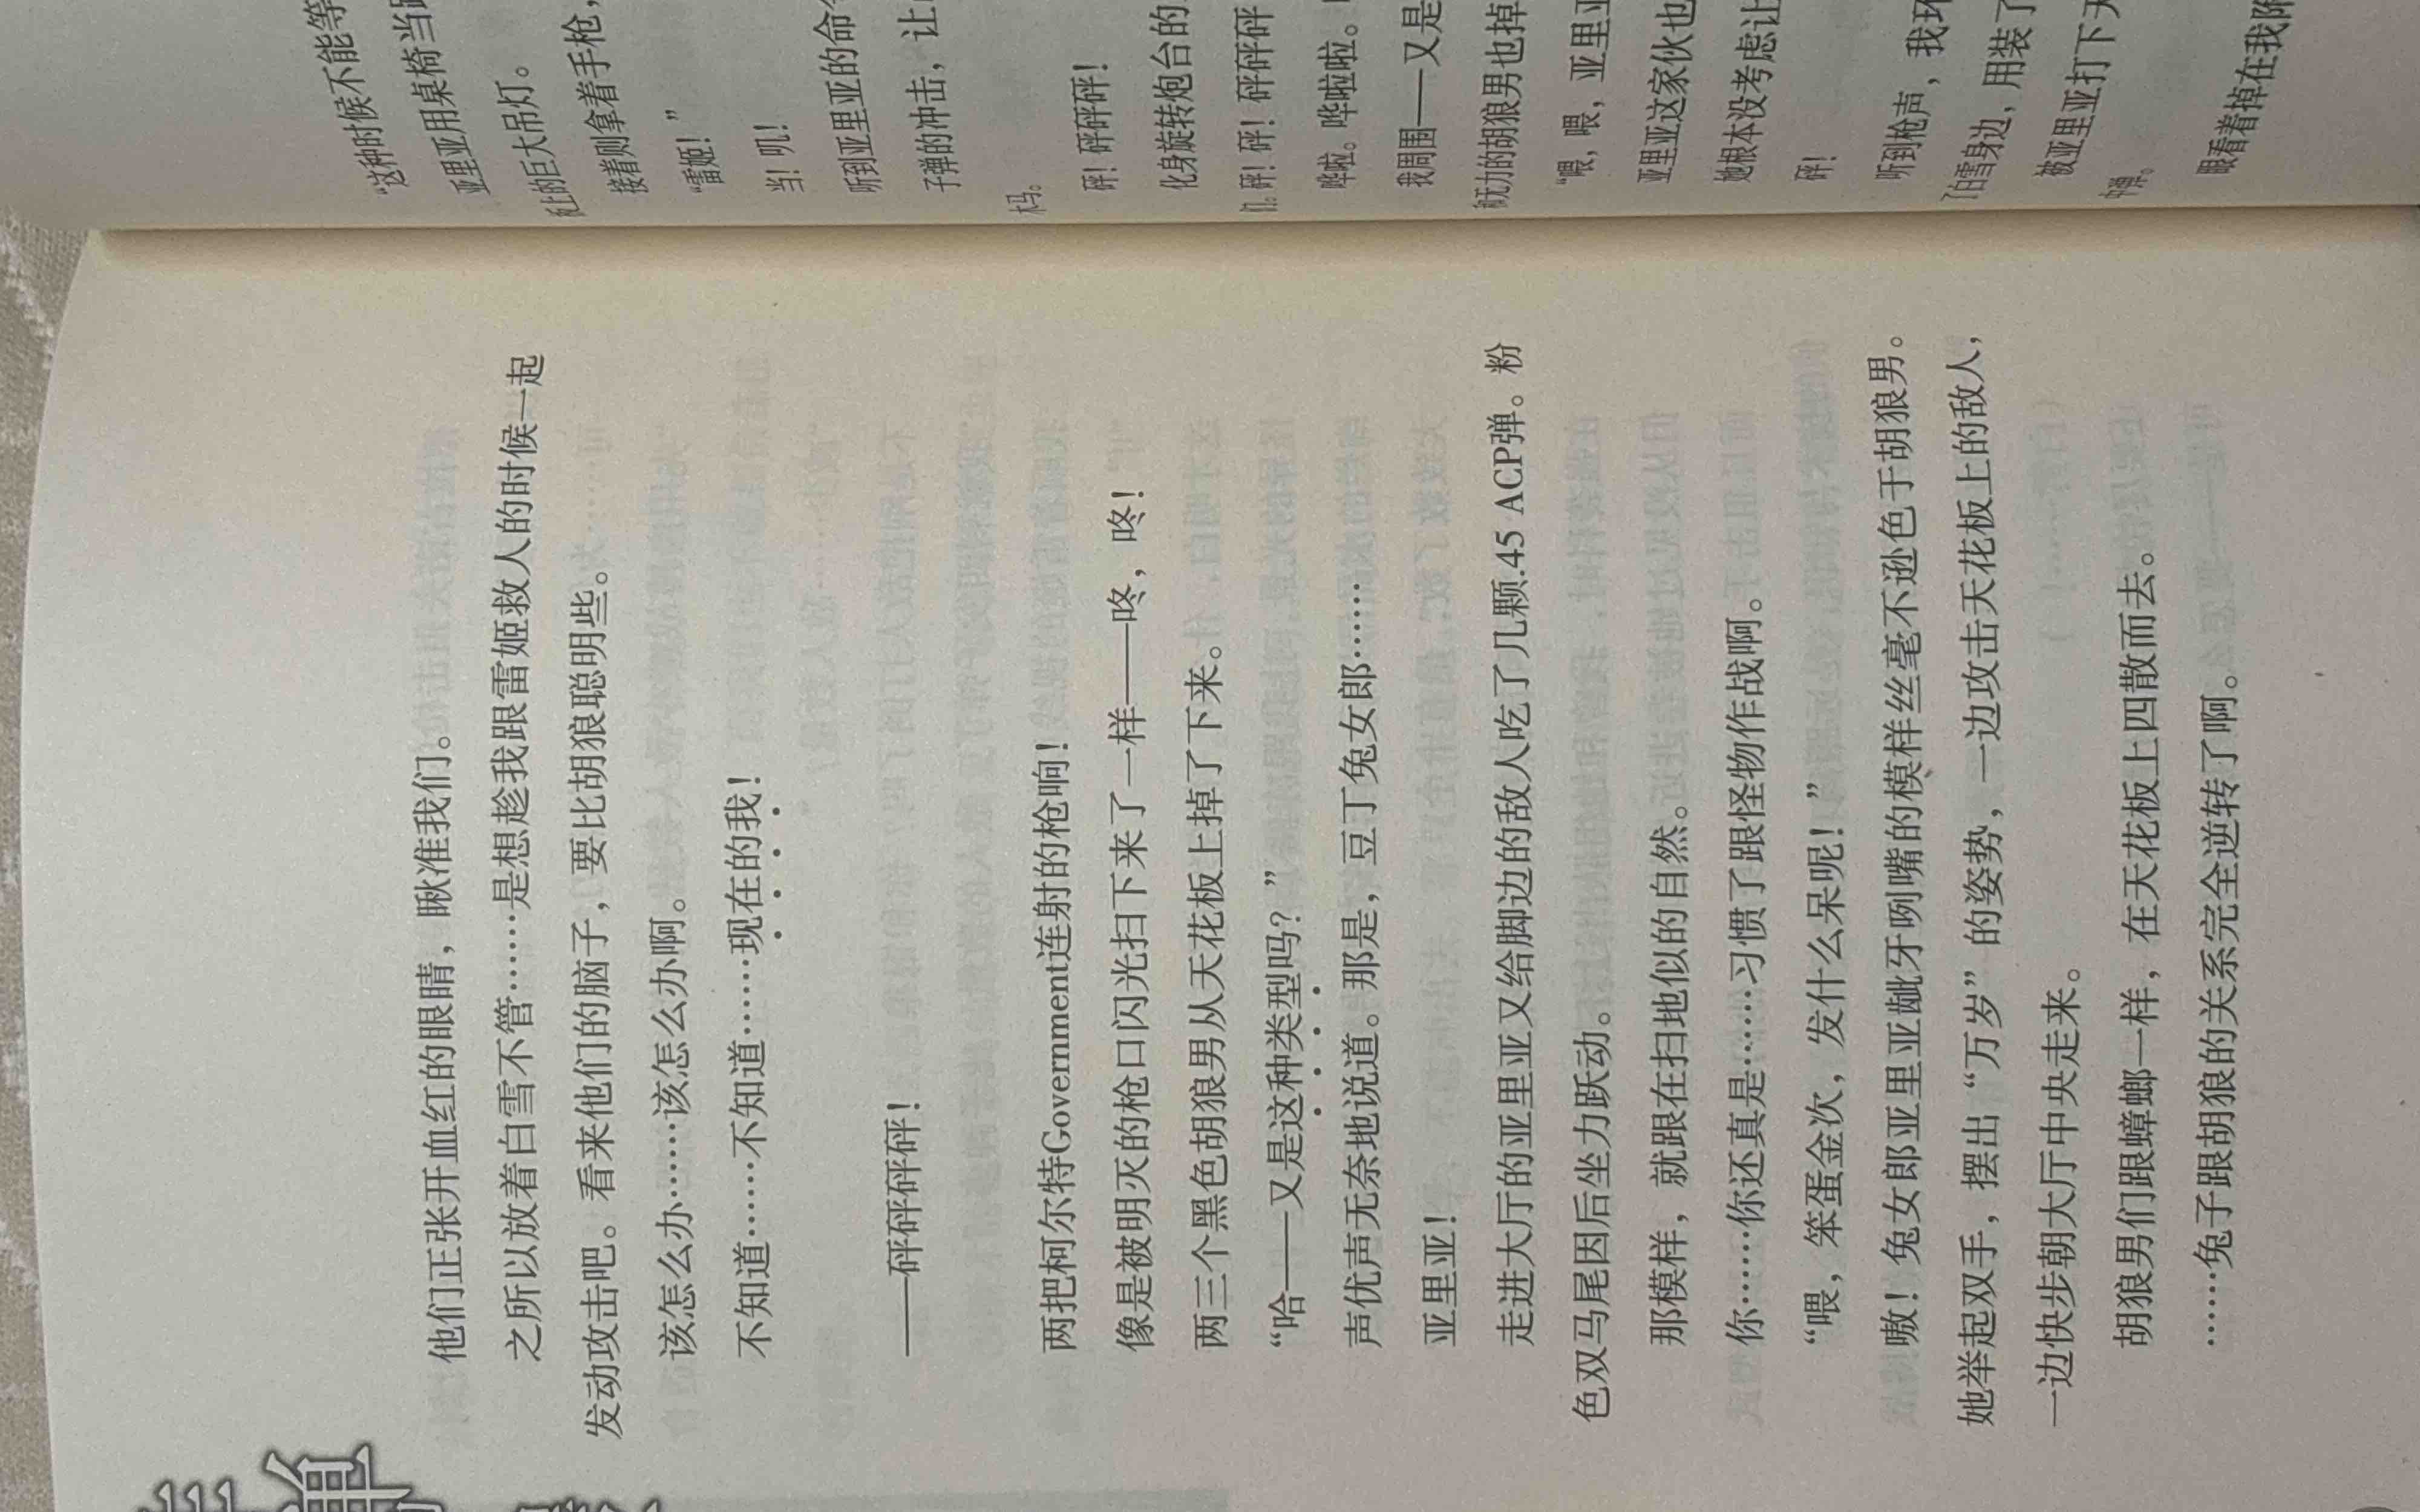 弹
他们正张开血红的眼睛，瞅准我们。
之所以放着白雪不管……是想趁我跟雷姬救人的时候一起
发动攻击吧。看来他们的脑子，要比胡狼聪明些。
该怎么办……该怎么办啊。
不知道……不知道……现在的我！
——砰砰砰砰！
两把柯尔特Government连射的枪响！
像是被明灭的枪口闪光扫下来了一样——咚，咚！
两三个黑色胡狼男从天花板上掉了下来。
“哈——又是这种类型吗？”
声优声无奈地说道。那是，豆丁兔女郎……
亚里亚！
走进大厅的亚里亚又给脚边的敌人吃了几颗.45 ACP弹。粉
色双马尾因后坐力跃动。
那模样，就跟在扫地似的自然。
你……你还真是……习惯了跟怪物作战啊。
“喂，笨蛋金次，发什么呆呢！”
嗷！兔女郎亚里亚龇牙咧嘴的模样丝毫不逊色于胡狼男。
她举起双手，摆出“万岁”的姿势，一边攻击天花板上的敌人，
一边快步朝大厅中央走来。
胡狼男们跟蟑螂一样，在天花板上四散而去。
……兔子跟胡狼的关系完全逆转了啊。
“这种时候不能等
亚里亚用桌椅当
板上的巨大吊灯。
接着则拿着手枪，
“雷姬！”
当！叽！
听到亚里亚的命
子弹的冲击，让
木马。
砰！砰砰砰！
化身旋转炮台的
们。砰！砰！砰砰砰
哗啦。哗啦啦。
我周围——又是
和无力的胡狼男也掉
“喂，喂，亚里
亚里亚这家伙也
她根本没考虑让
砰！
听到枪声，我环
了白雪身边，用装了
被亚里亚打下天
中弹。
眼看着掉在我附